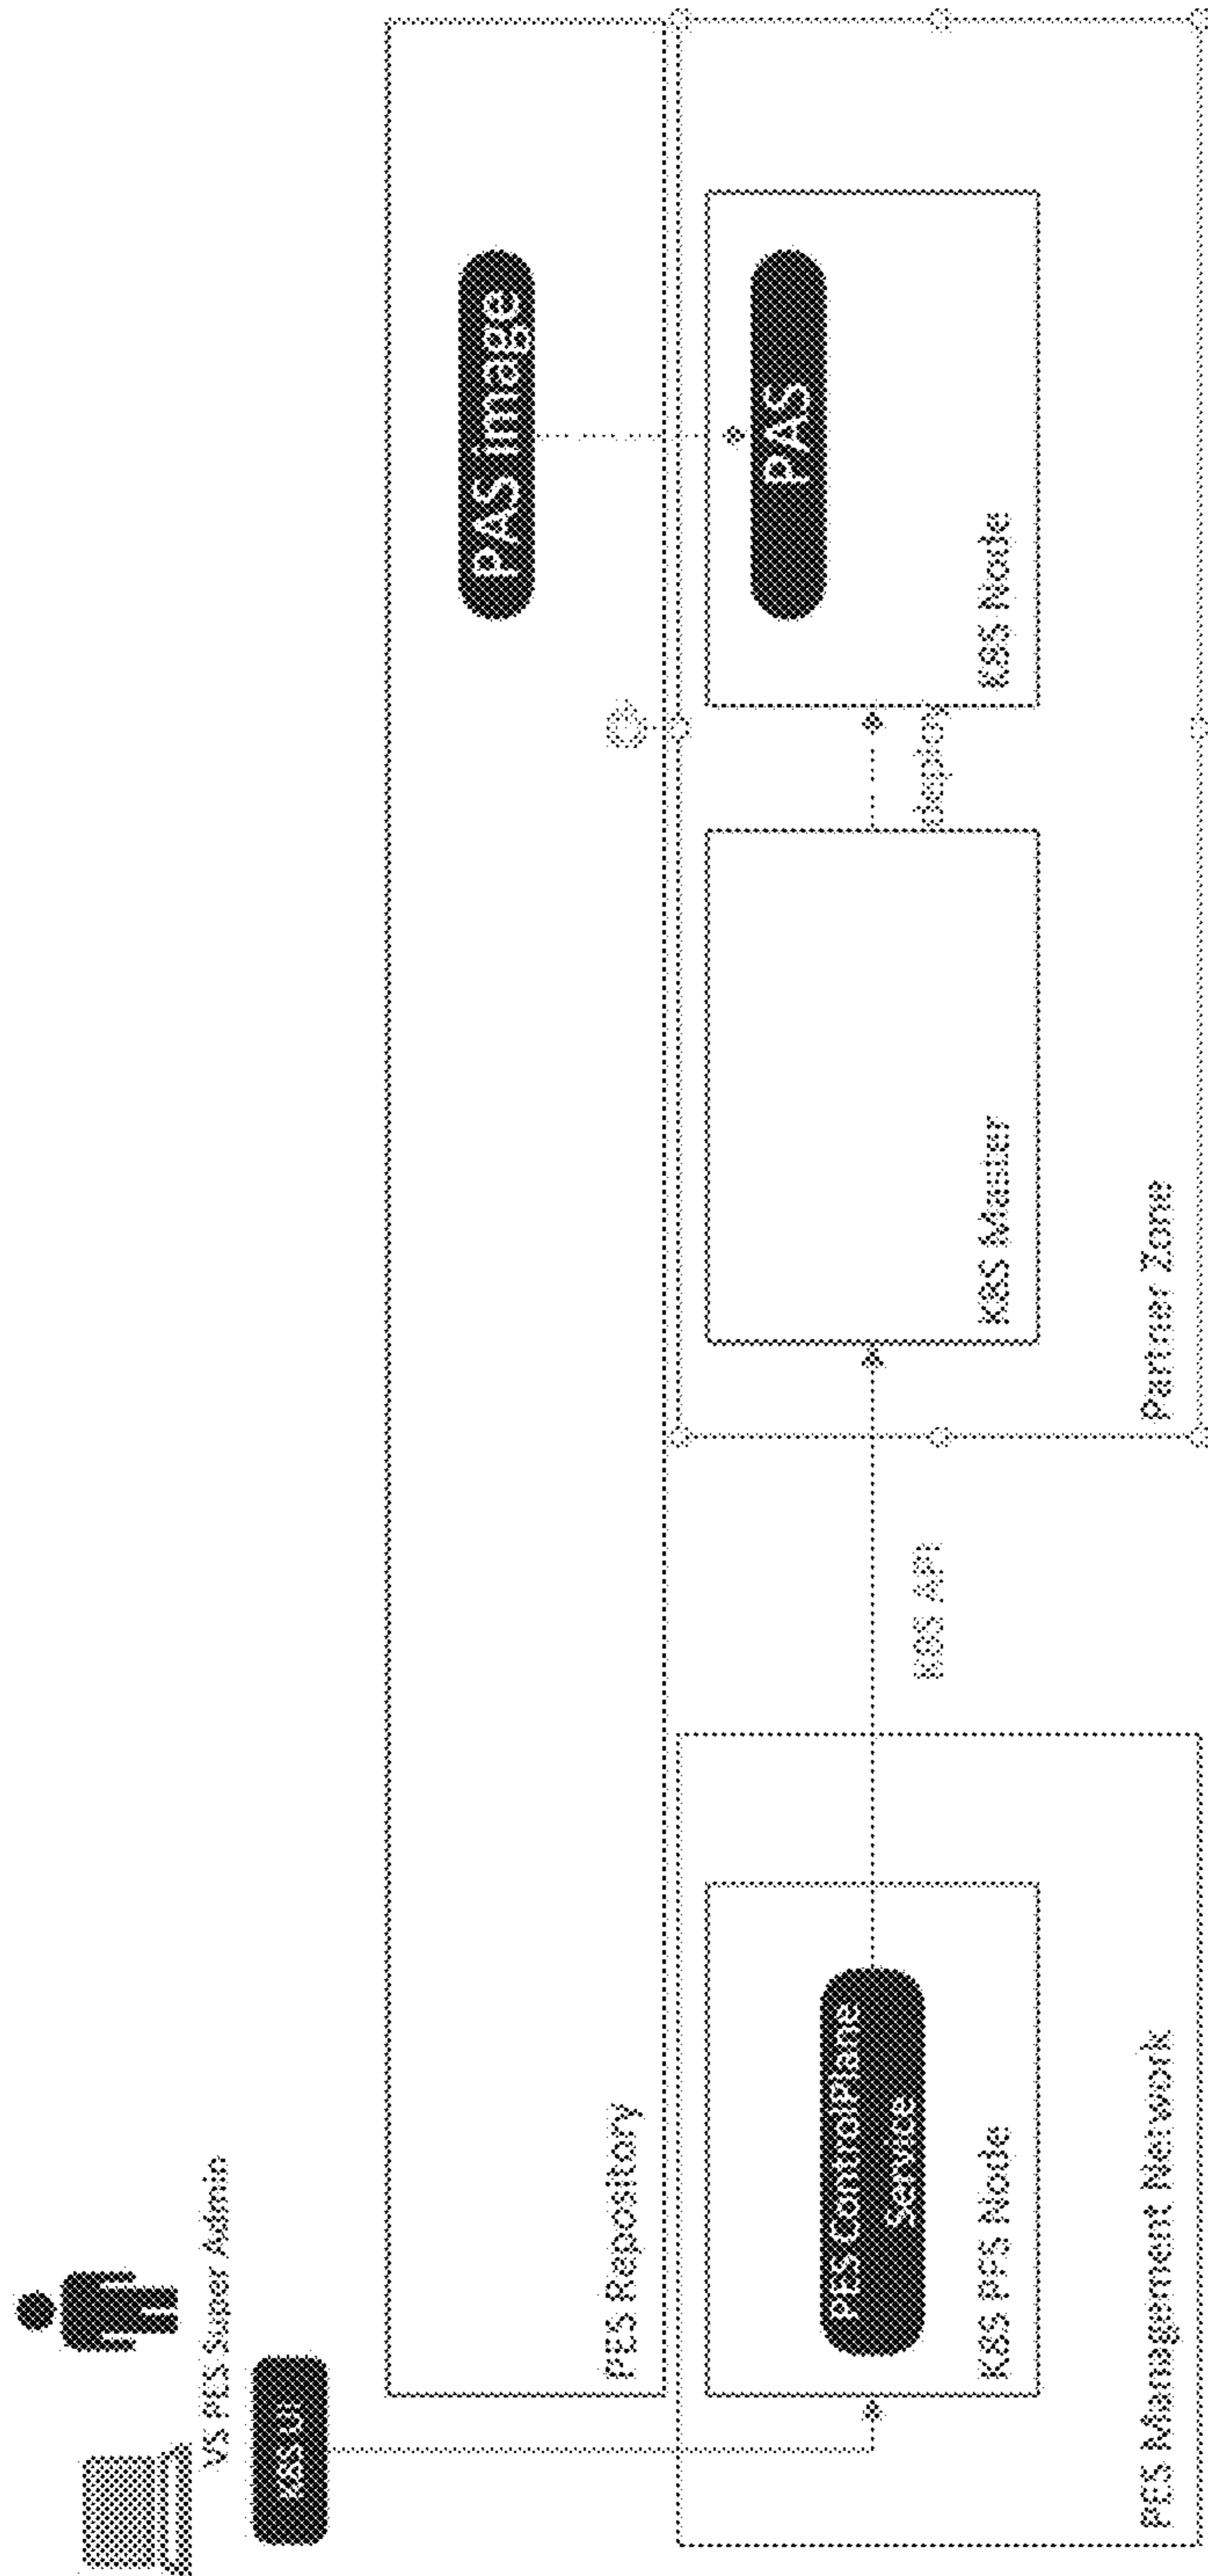 VS PES Super Admin
K8S UI
PES Repository
PAS image
PES ControlPlane
Service
K8S PES Node
PES Management Network
K8S API
K8S Master
deploy
PAS
K8S Node
Partner Zone